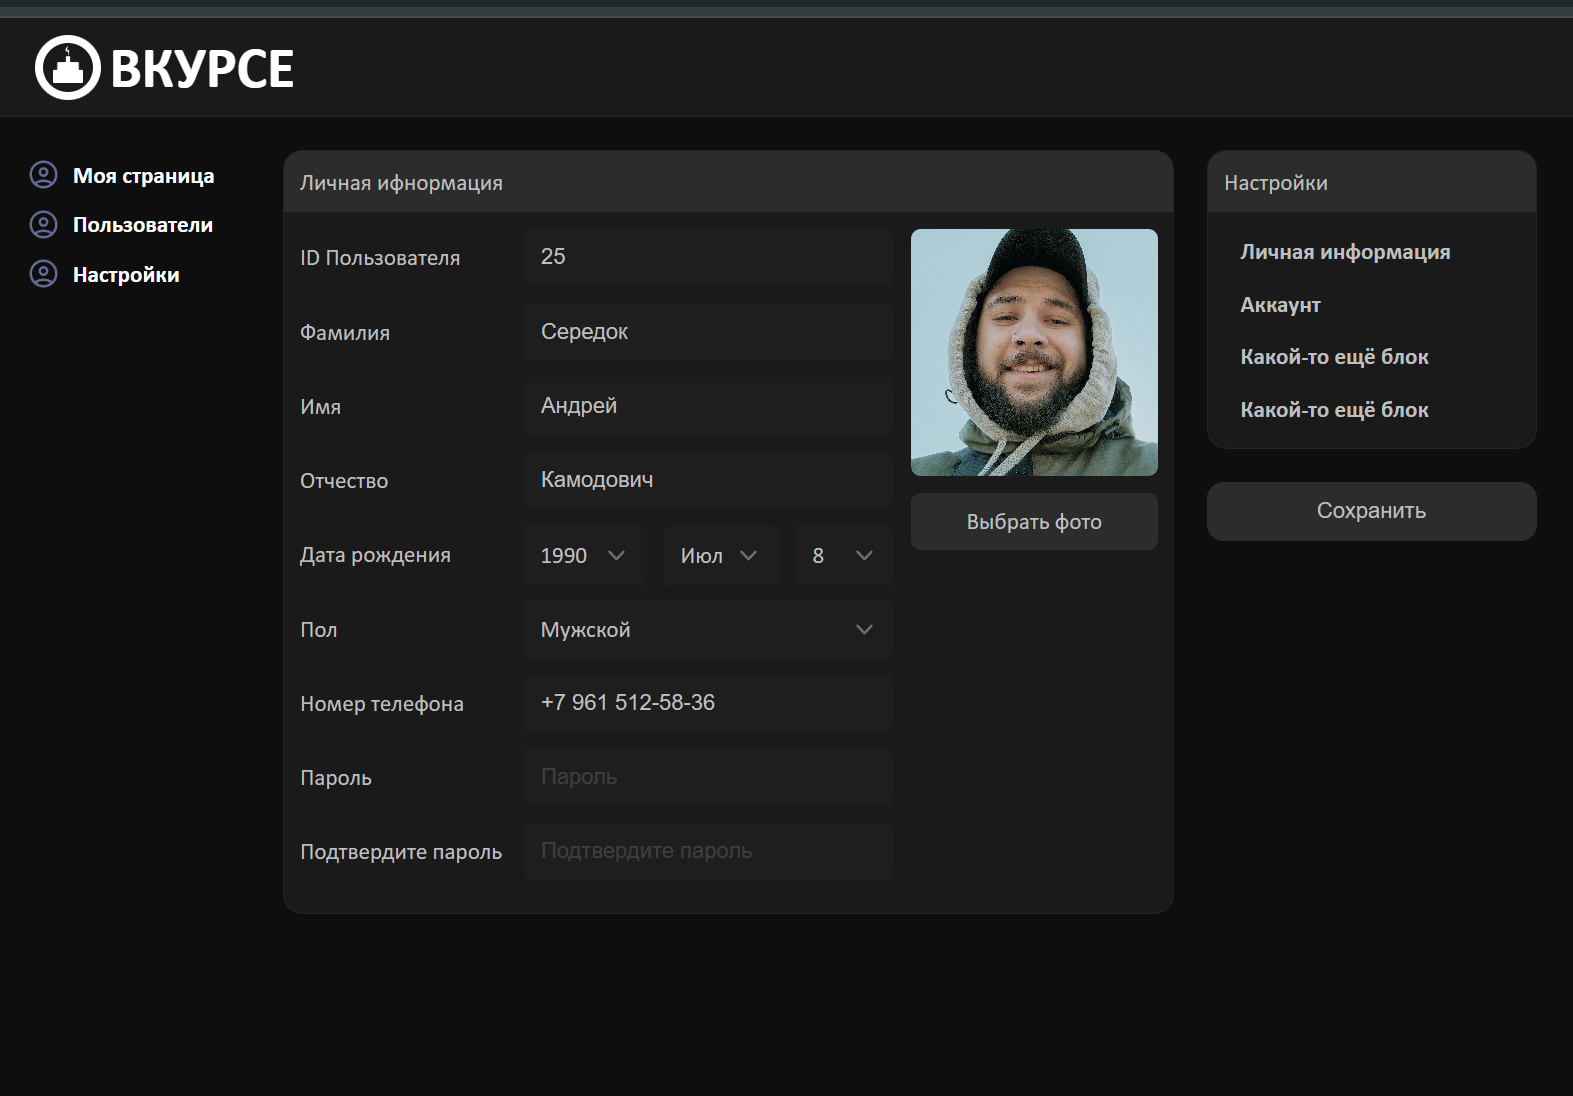 ВКУРСЕ
Моя страница
Пользователи
Настройки
Личная ифнормация
ID Пользователя
25
Фамилия
Середок
Имя
Андрей
Отчество
Камодович
Дата рождения
1990
Июл
8
Пол
Мужской
Номер телефона
+7 961 512-58-36
Пароль
Пароль
Подтвердите пароль
Подтвердите пароль
Выбрать фото
Настройки
Личная информация
Аккаунт
Какой-то ещё блок
Какой-то ещё блок
Сохранить